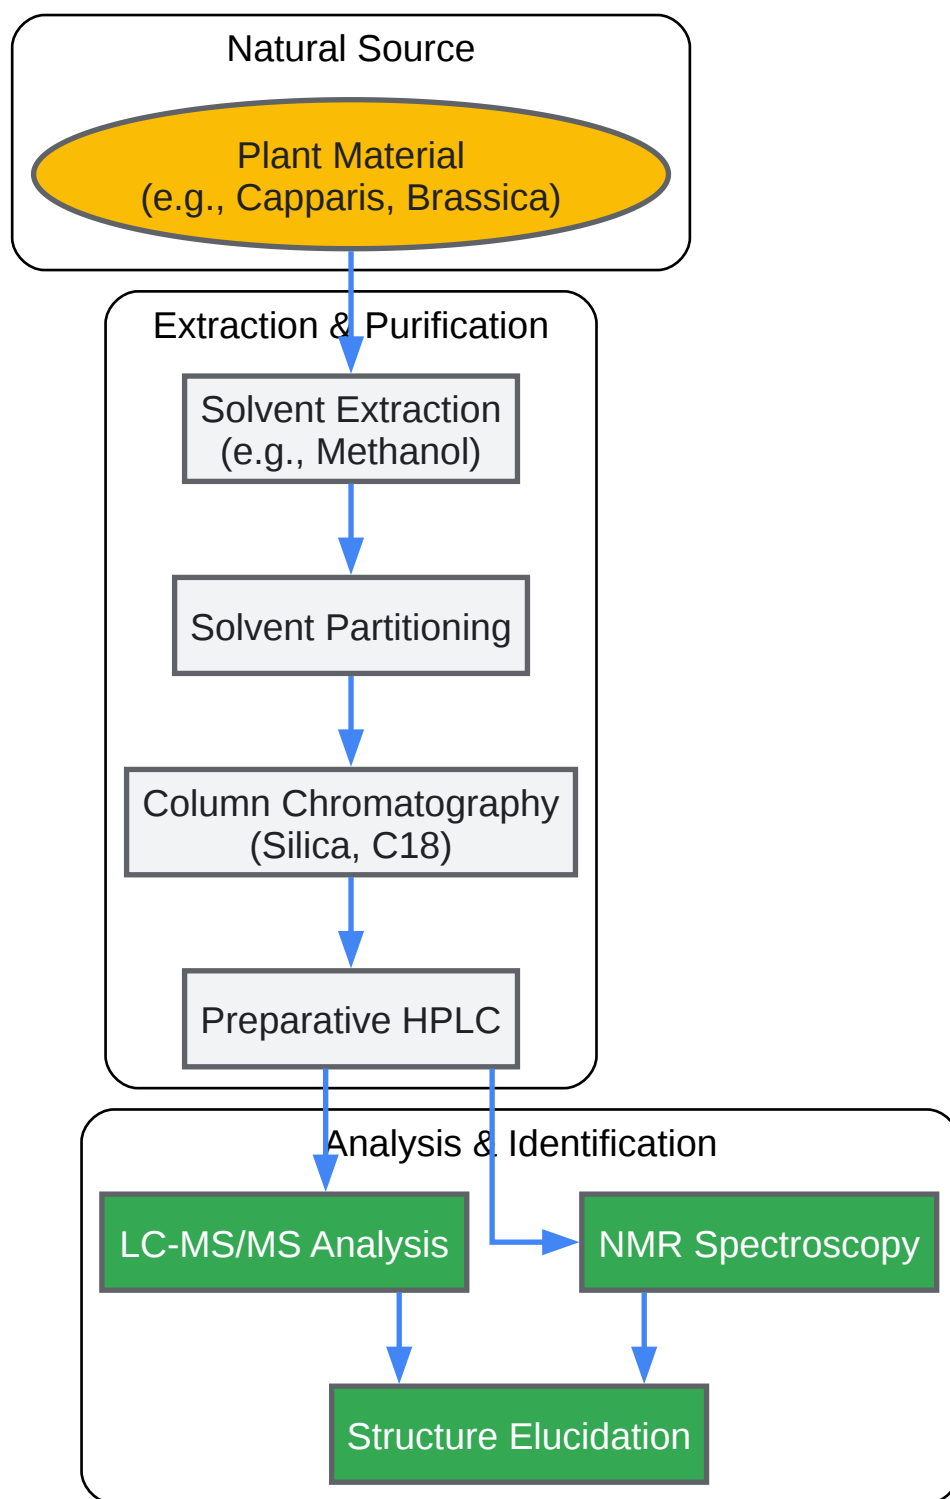 Natural Source
Plant Material
(e.g., Capparis, Brassica)
Extraction & Purification
Solvent Extraction
(e.g., Methanol)
Solvent Partitioning
Column Chromatography
(Silica, C18)
Preparative HPLC
Analysis & Identification
LC-MS/MS Analysis
NMR Spectroscopy
Structure Elucidation